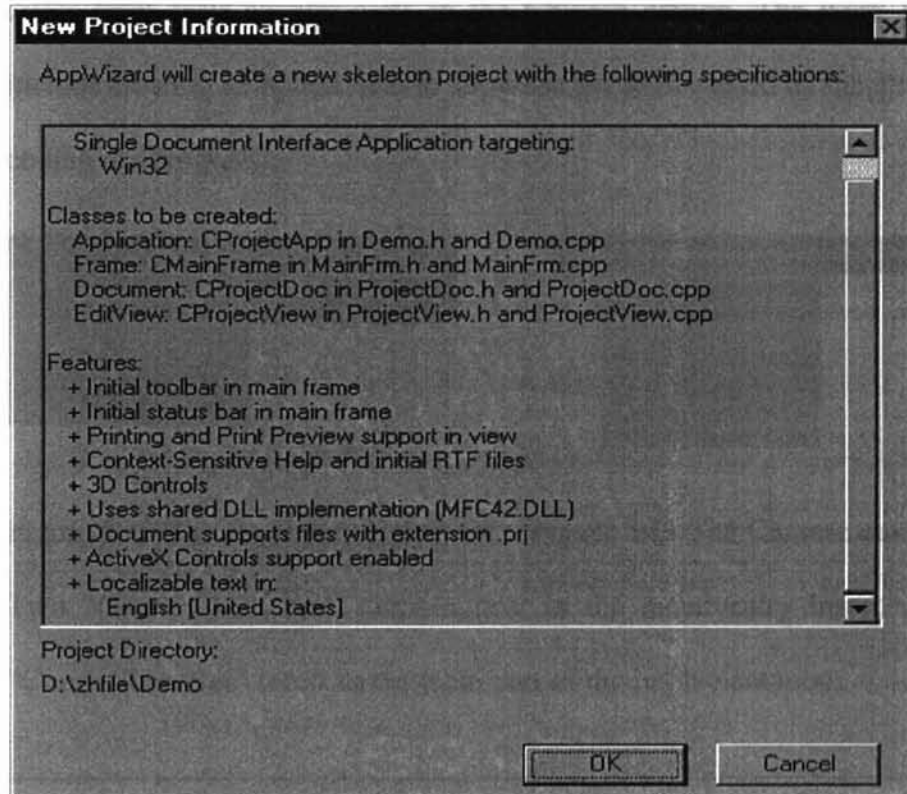 New Project Information
AppWizard will create a new skeleton project with the following specifications:
Single Document Interface Application targeting:
Win32
Classes to be created:
Application: CProjectApp in Demo.h and Demo.cpp
Frame: CMainFrame in MainFrm.h and MainFrm.cpp
Document: CProjectDoc in ProjectDoc.h and ProjectDoc.cpp
EditView: CProjectView in ProjectView.h and ProjectView.cpp
Features:
+ Initial toolbar in main frame
+ Initial status bar in main frame
+ Printing and Print Preview support in view
+ Context-Sensitive Help and initial RTF files
+ 3D Controls
+ Uses shared DLL implementation (MFC42.DLL)
+ Document supports files with extension .prj
+ ActiveX Controls support enabled
+ Localizable text in:
English [United States]
Project Directory:
D:\zhfile\Demo
OK
Cancel